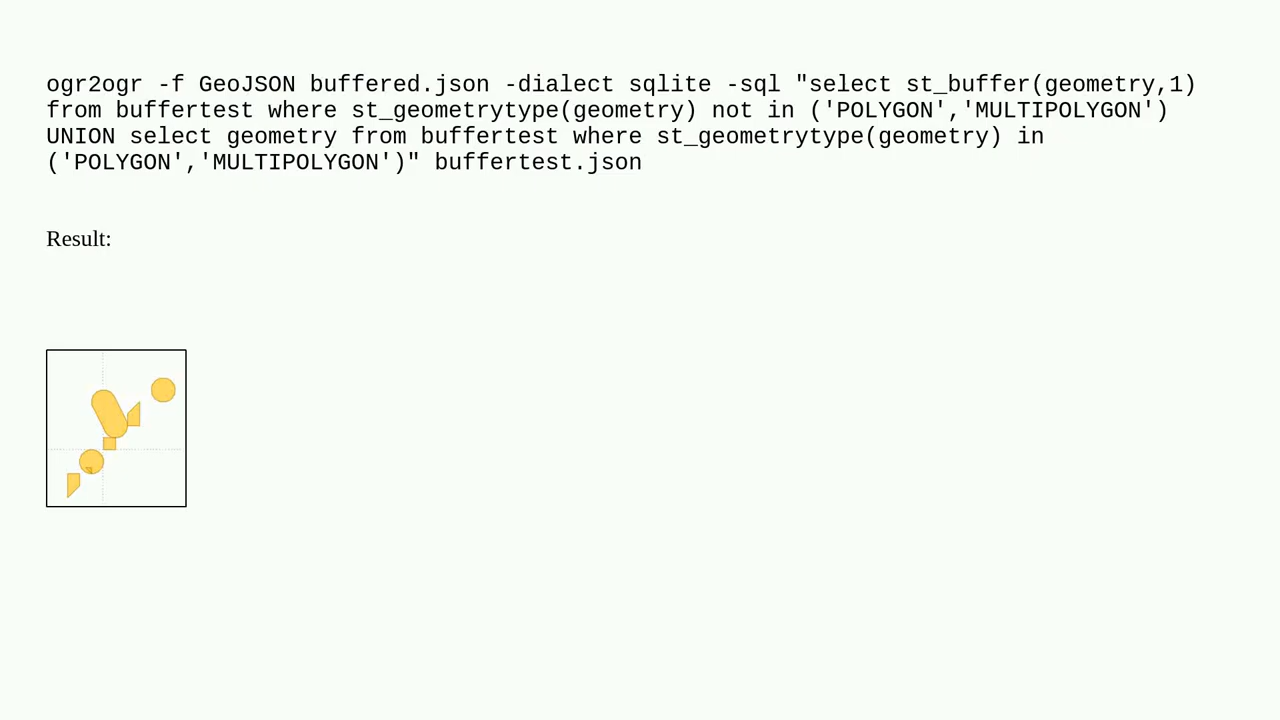 ogr2ogr -f GeoJSON buffered.json -dialect sqlite -sql "select st_buffer(geometry,1)
from buffertest where st_geometrytype(geometry) not in ('POLYGON','MULTIPOLYGON')
UNION select geometry from buffertest where st_geometrytype(geometry) in
('POLYGON','MULTIPOLYGON')" buffertest.json
Result: